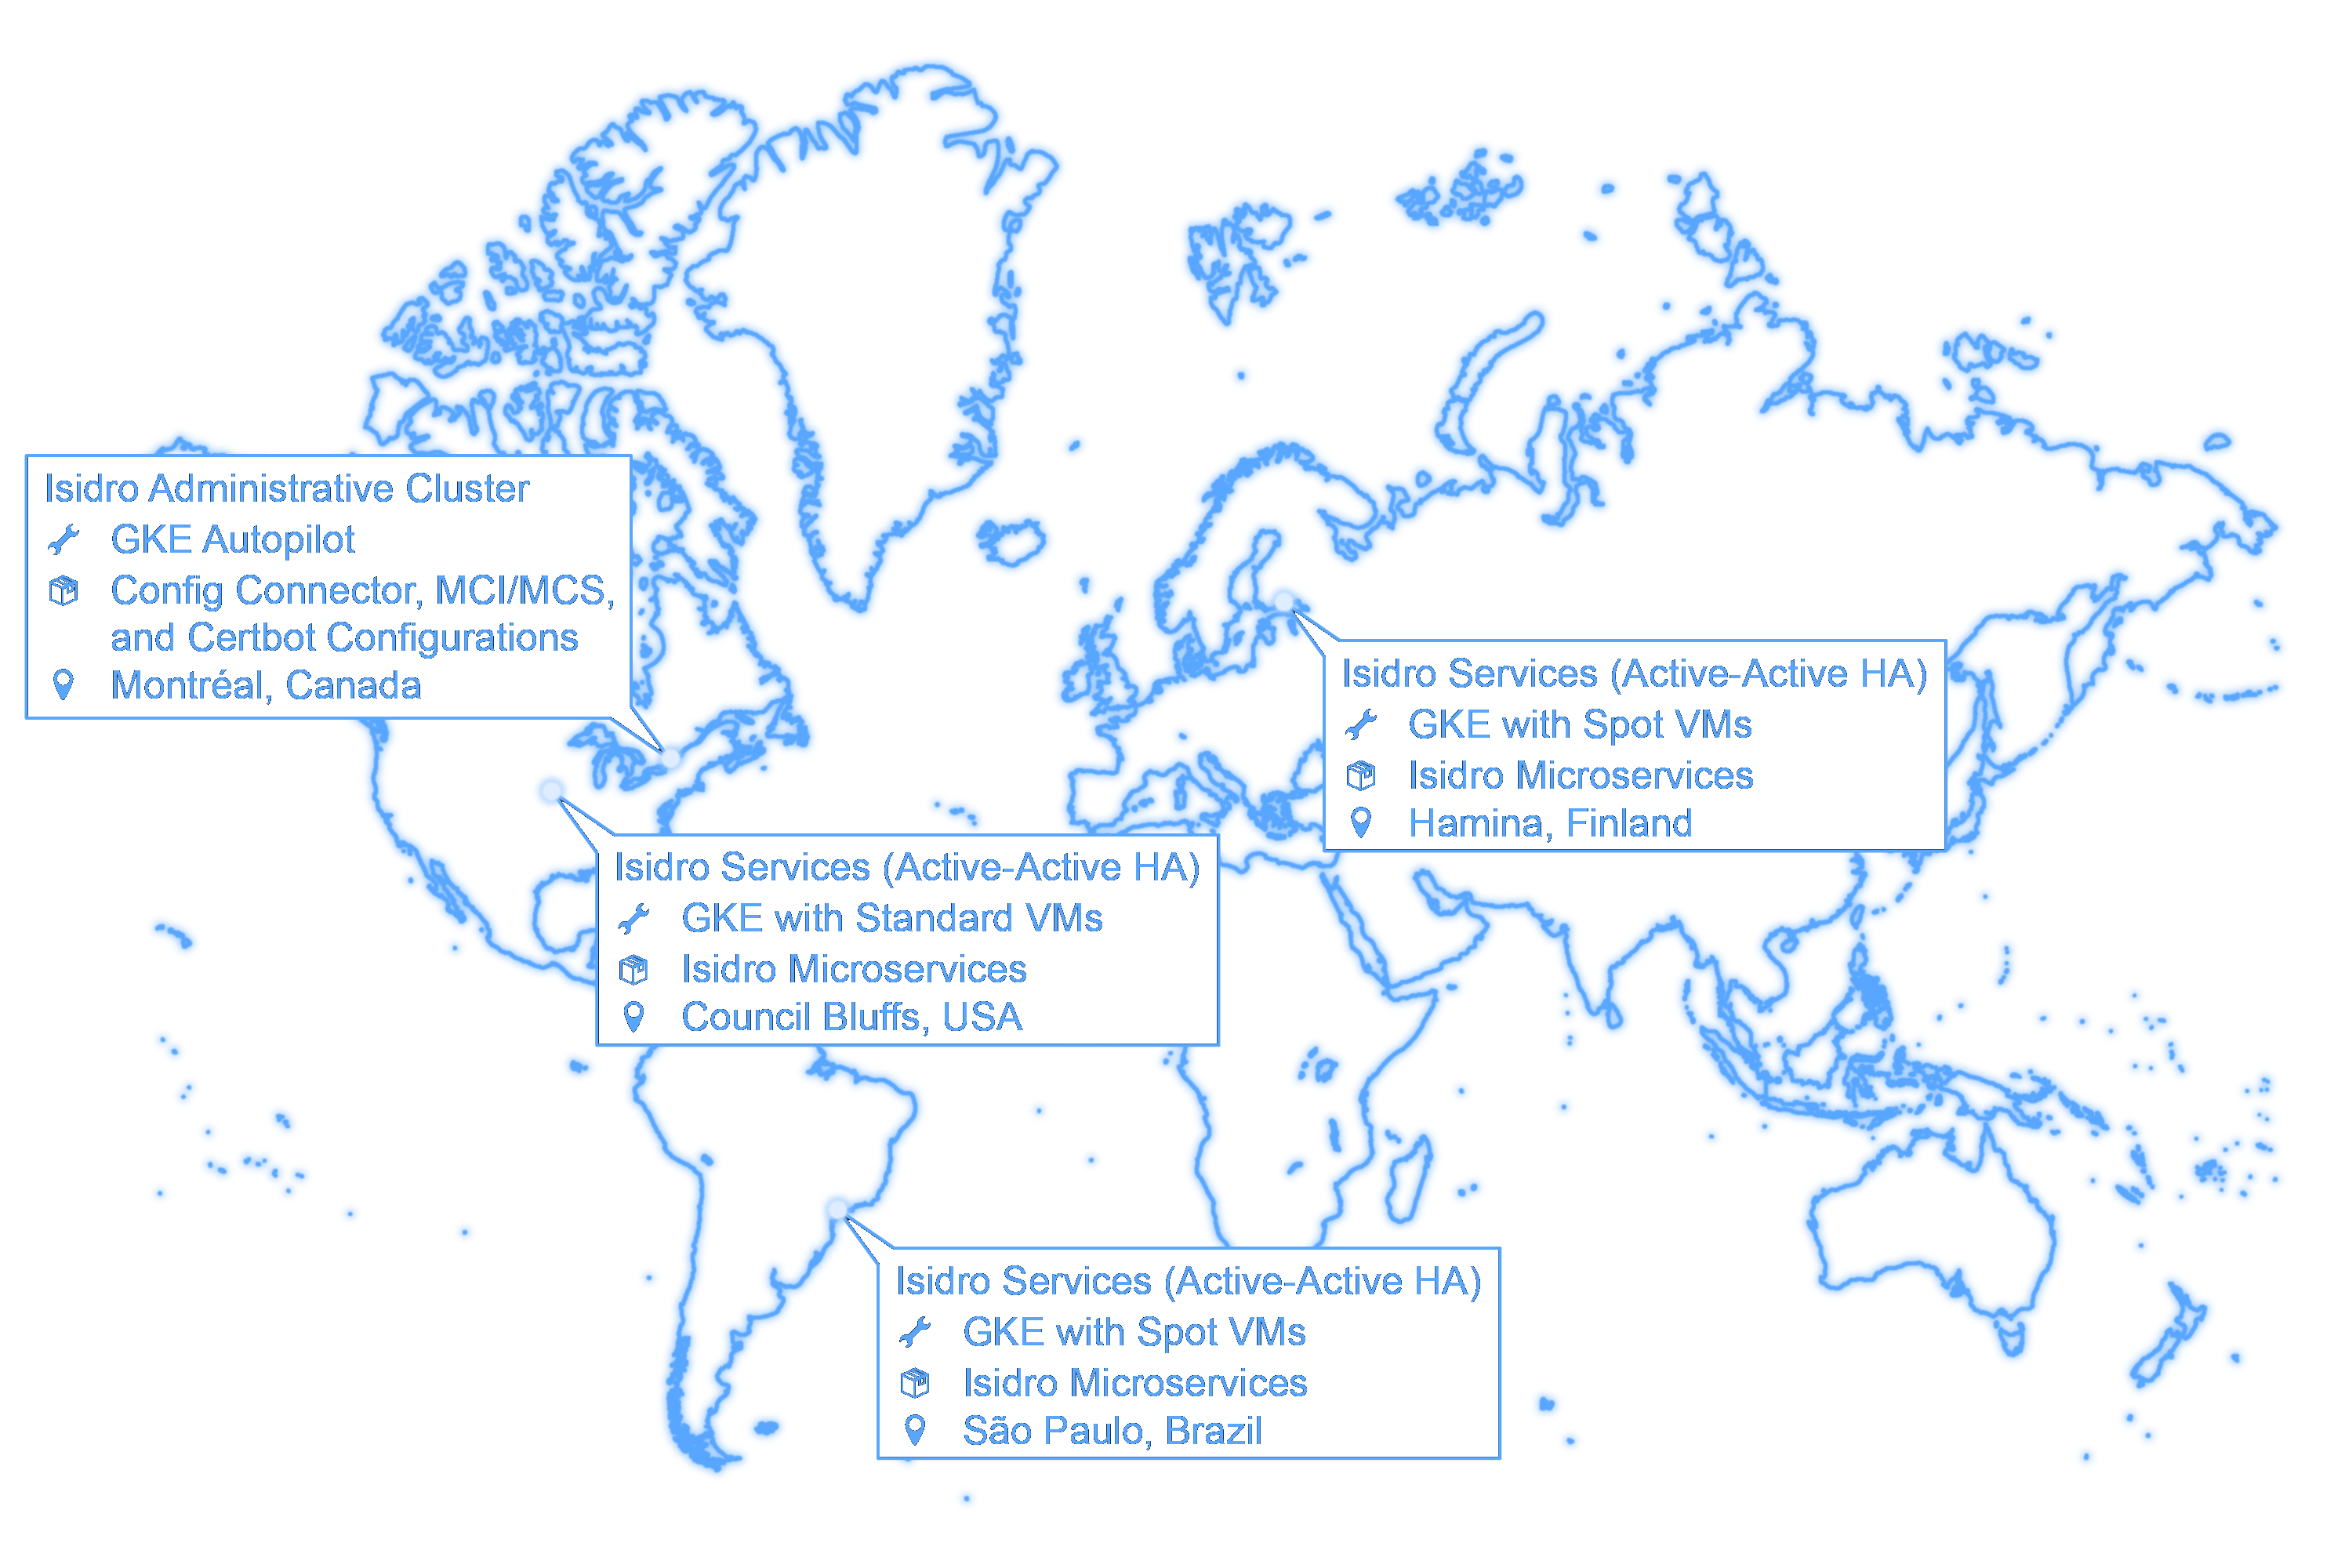 Isidro Administrative Cluster
GKE Autopilot
Config Connector, MCI/MCS,
and Certbot Configurations
Montréal, Canada
Isidro Services (Active-Active HA)
GKE with Spot VMs
Isidro Microservices
Hamina, Finland
Isidro Services (Active-Active HA)
GKE with Standard VMs
Isidro Microservices
Council Bluffs, USA
Isidro Services (Active-Active HA)
GKE with Spot VMs
Isidro Microservices
São Paulo, Brazil